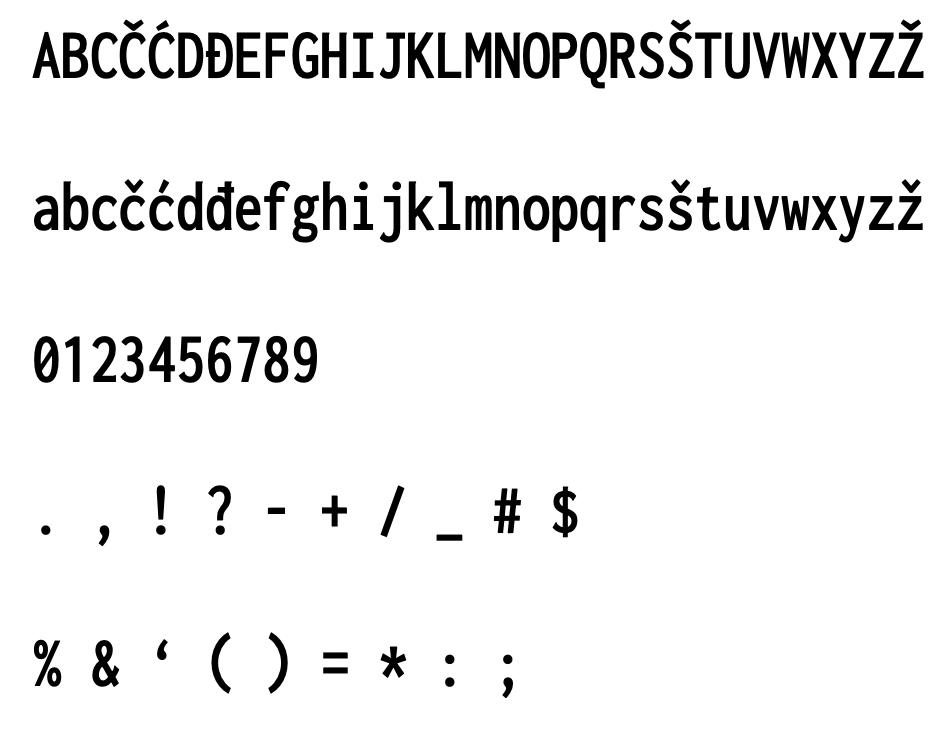 ABCČĆDĐEFGHIJKLMNOPQRSŠTUVWXYZŽ
abcčćdđefghijklmnopqrsštuvwxyzž
0123456789
. , ! ? - + / _ # $
% & ‘ ( ) = * : ;